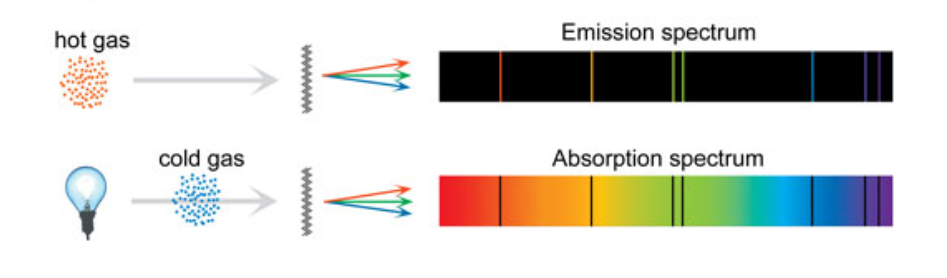 Emission spectrum
hot gas
cold gas
Absorption spectrum